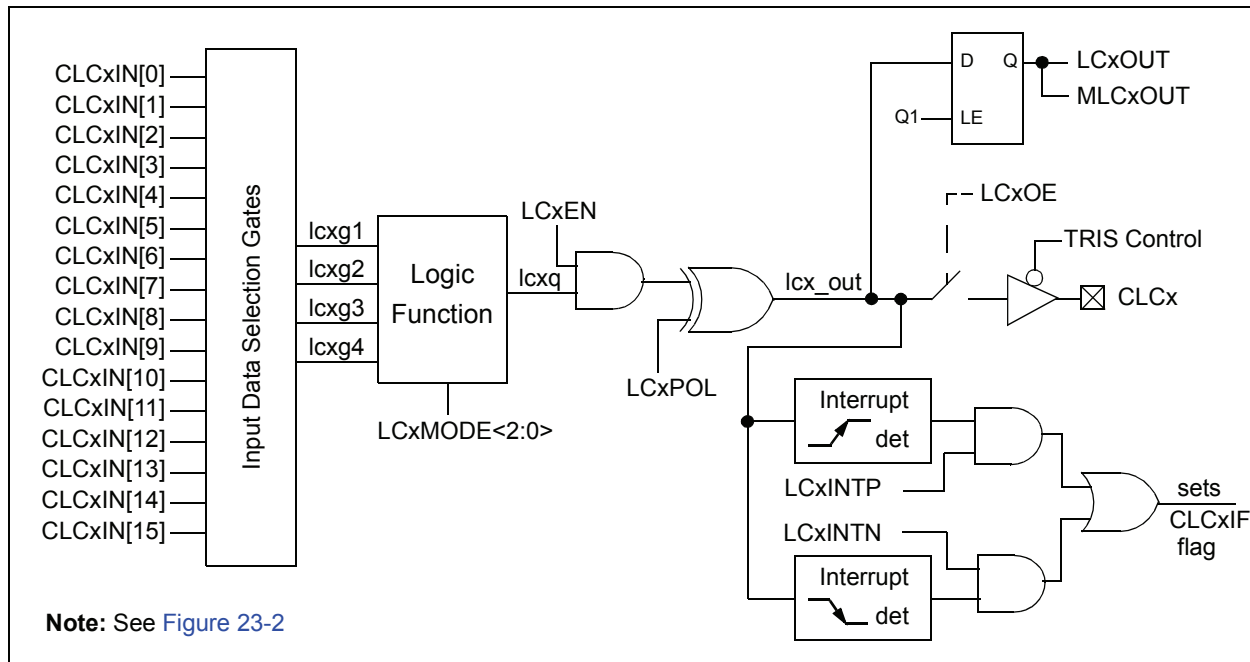 CLCxIN[0]
CLCxIN[1]
CLCxIN[2]
CLCxIN[3]
CLCxIN[4]
CLCxIN[5]
CLCxIN[6]
CLCxIN[7]
CLCxIN[8]
CLCxIN[9]
CLCxIN[10]
CLCxIN[11]
CLCxIN[12]
CLCxIN[13]
CLCxIN[14]
CLCxIN[15]
Input Data Selection Gates
lcxg1
lcxg2
lcxg3
lcxg4
Logic
Function
LCxMODE<2:0>
lcxq
LCxEN
LCxPOL
lcx_out
D
Q
Q1
LE
LCxOUT
MLCxOUT
LCxOE
TRIS Control
CLCx
Interrupt
det
LCxINTP
LCxINTN
Interrupt
det
sets
CLCxIF
flag
Note: See Figure 23-2